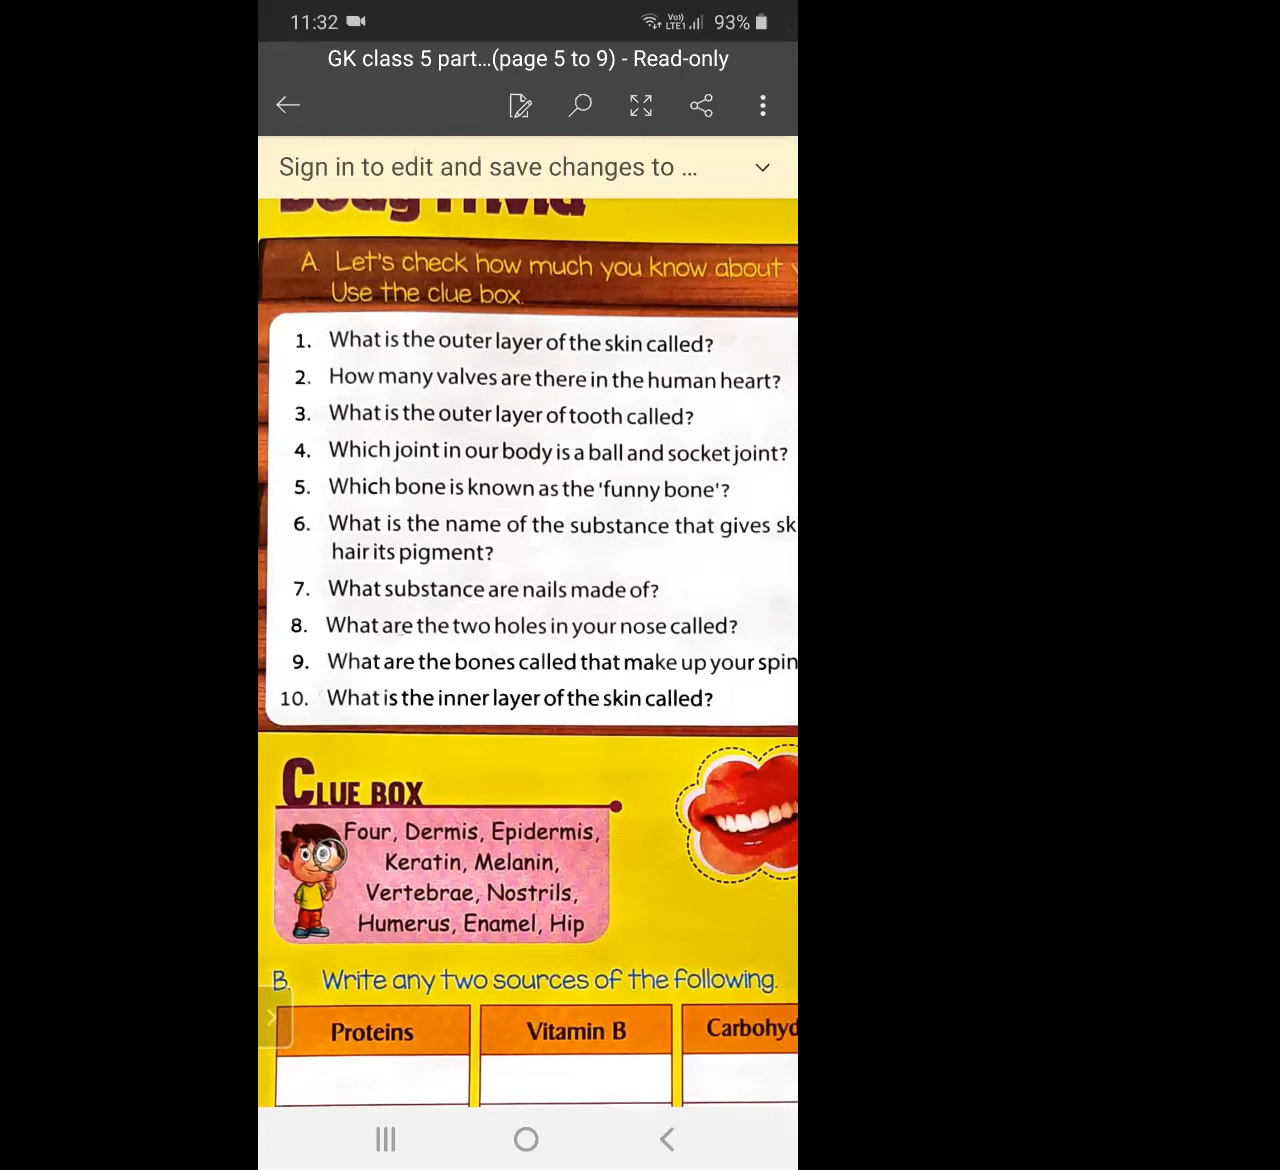 11:32
Vo)) LTE1 93%
GK class 5 part...(page 5 to 9) - Read-only
Sign in to edit and save changes to ...
Body Trivia
A. Let's check how much you know about
Use the clue box.
1. What is the outer layer of the skin called?
2. How many valves are there in the human heart?
3. What is the outer layer of tooth called?
4. Which joint in our body is a ball and socket joint?
5. Which bone is known as the 'funny bone'?
6. What is the name of the substance that gives sk
hair its pigment?
7. What substance are nails made of?
8. What are the two holes in your nose called?
9. What are the bones called that make up your spin
10. What is the inner layer of the skin called?
CLUE BOX
Four, Dermis, Epidermis,
Keratin, Melanin,
Vertebrae, Nostrils,
Humerus, Enamel, Hip
B. Write any two sources of the following.
Proteins Vitamin B Carbohyd